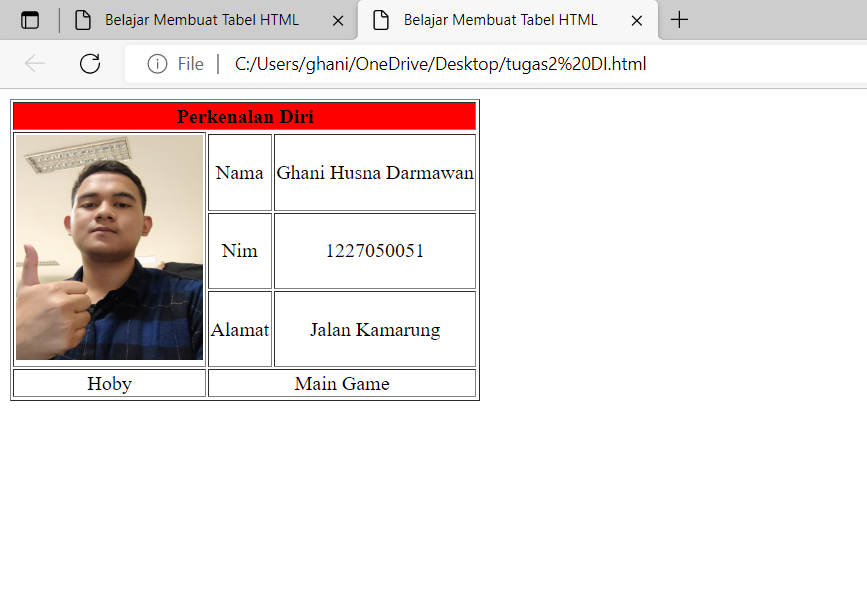 Belajar Membuat Tabel HTML
Belajar Membuat Tabel HTML
File
C:/Users/ghani/OneDrive/Desktop/tugas2%20DI.html
Perkenalan Diri
Nama
Ghani Husna Darmawan
Nim
1227050051
Alamat
Jalan Kamarung
Hoby
Main Game